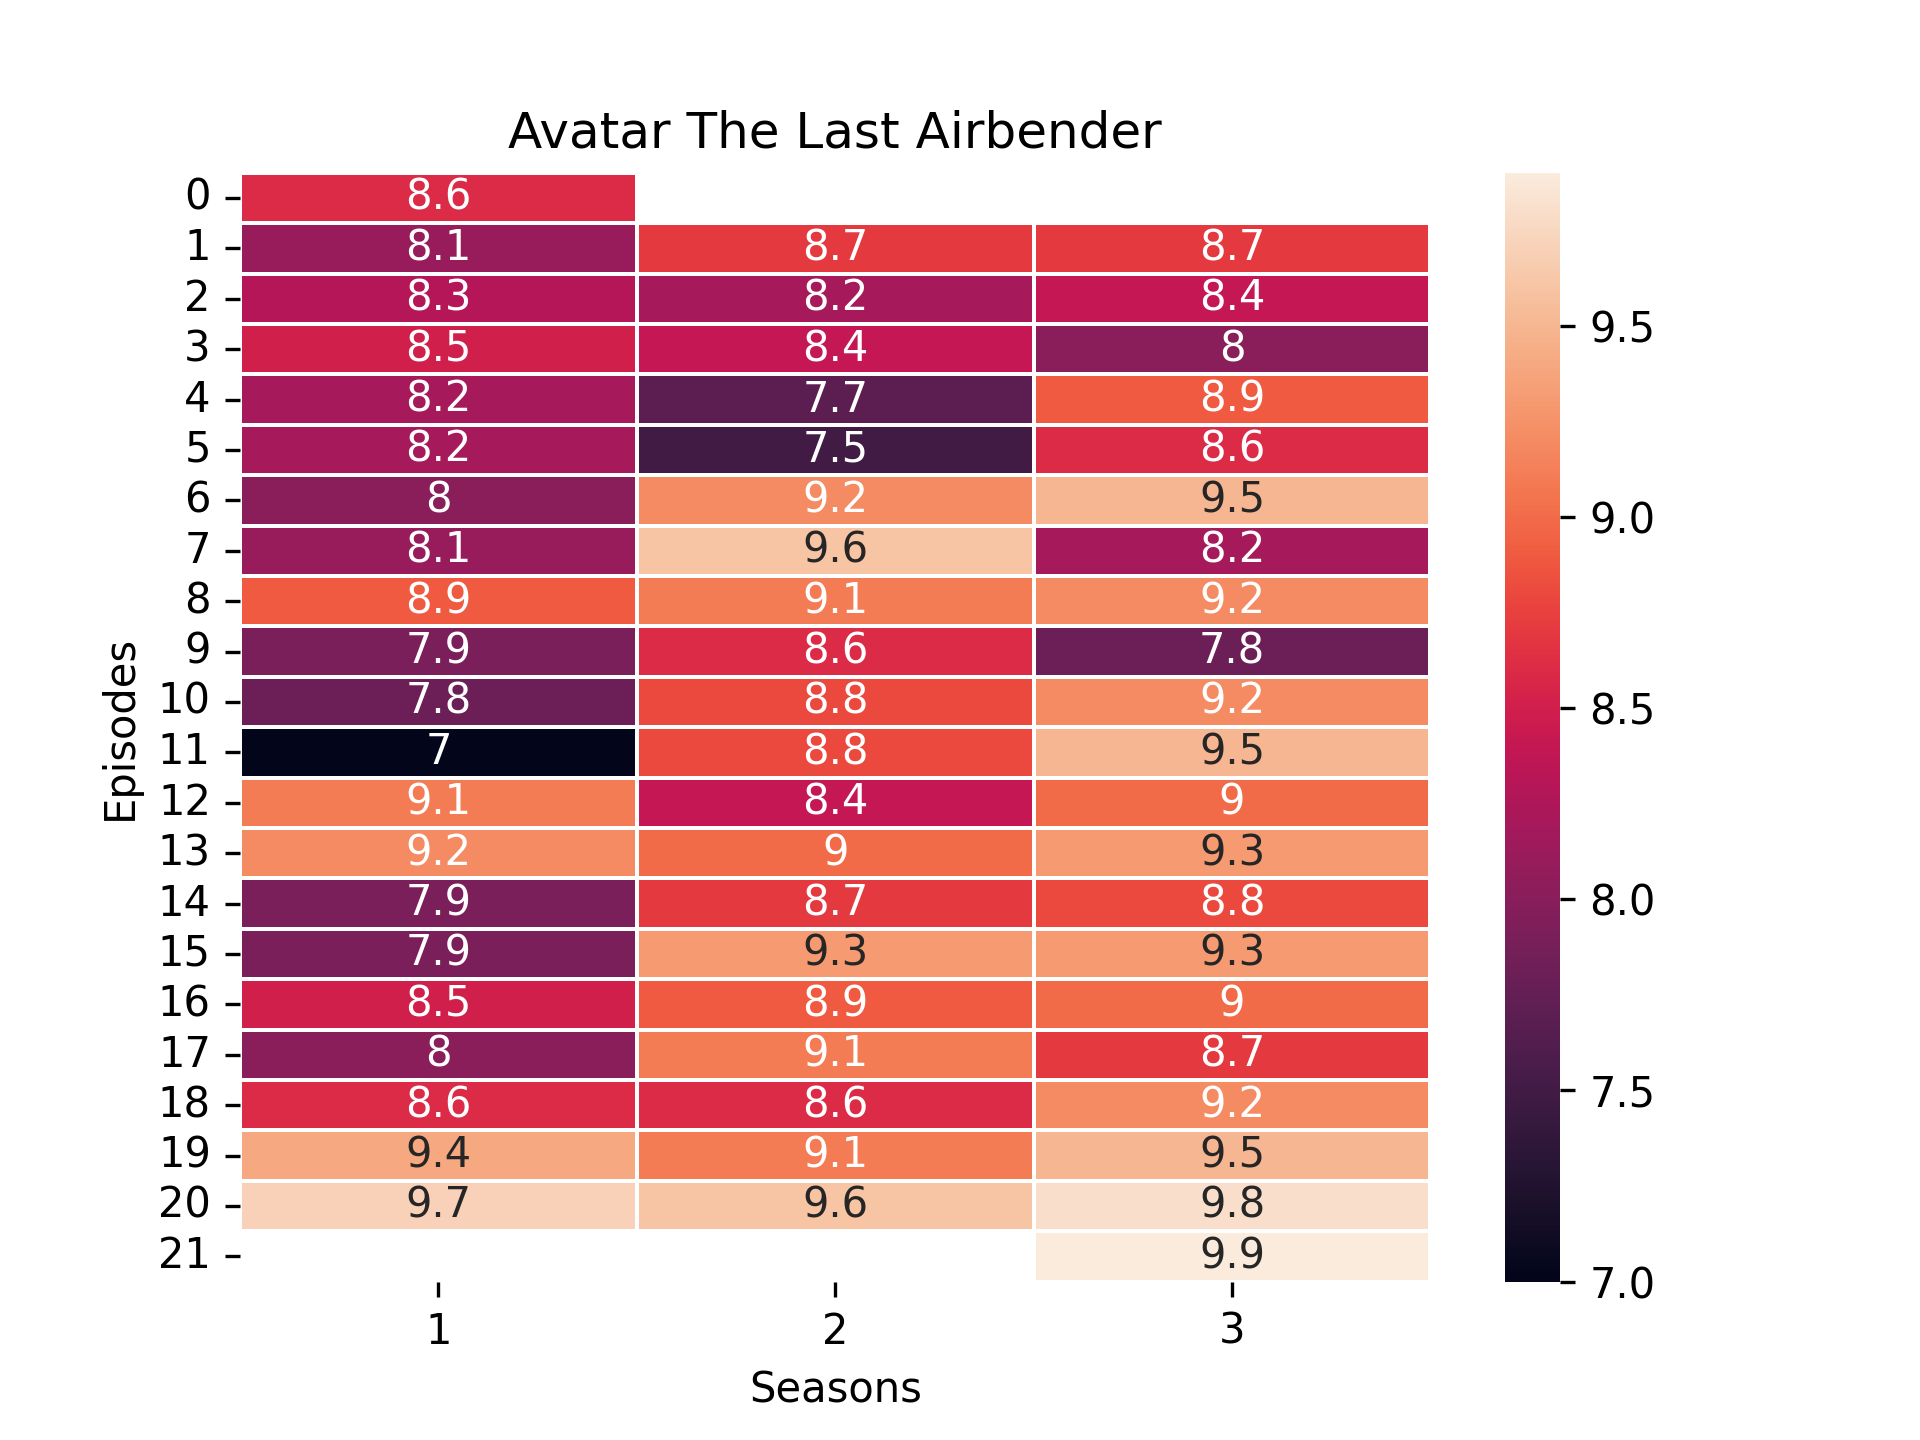 Avatar The Last Airbender
0 8.6
1 8.1 8.7 8.7
2 8.3 8.2 8.4
3 8.5 8.4 8
4 8.2 7.7 8.9
5 8.2 7.5 8.6
6 8 9.2 9.5
7 8.1 9.6 8.2
8 8.9 9.1 9.2
9 7.9 8.6 7.8
10 7.8 8.8 9.2
11 7 8.8 9.5
12 9.1 8.4 9
13 9.2 9 9.3
14 7.9 8.7 8.8
15 7.9 9.3 9.3
16 8.5 8.9 9
17 8 9.1 8.7
18 8.6 8.6 9.2
19 9.4 9.1 9.5
20 9.7 9.6 9.8
21 9.9
1 2 3
Seasons
Episodes
9.5
9.0
8.5
8.0
7.5
7.0